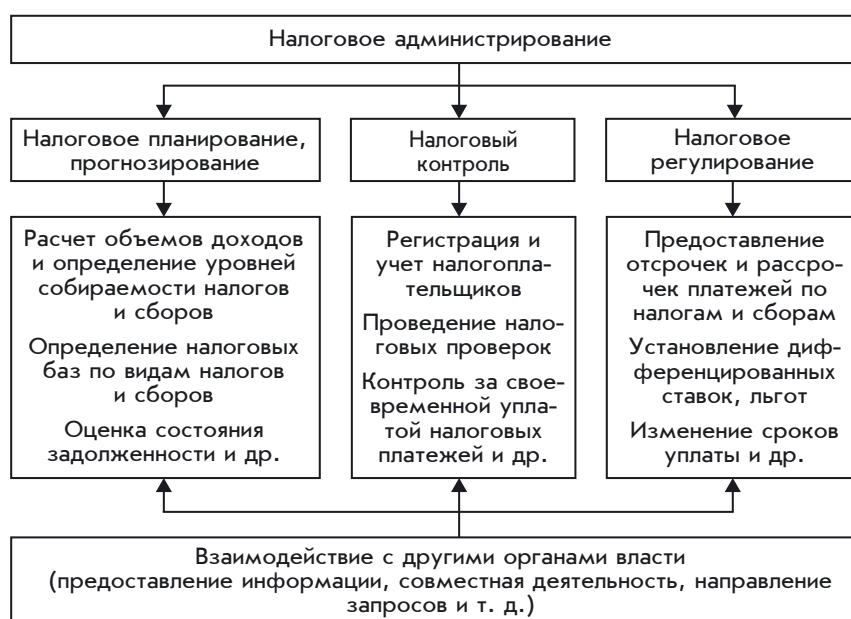 Налоговое администрирование
Налоговое планирование,
прогнозирование
Налоговый
контроль
Налоговое
регулирование
Расчет объемов доходов
и определение уровней
собираемости налогов
и сборов
Определение налоговых
баз по видам налогов
и сборов
Оценка состояния
задолженности и др.
Регистрация и
учет налогопла-
тельщиков
Проведение нало-
говых проверок
Контроль за свое-
временной упла-
той налоговых
платежей и др.
Предоставление
отсрочек и рассро-
чек платежей по
налогам и сборам
Установление диф-
ференцированных
ставок, льгот
Изменение сроков
уплаты и др.
Взаимодействие с другими органами власти
(предоставление информации, совместная деятельность, направление
запросов и т. д.)